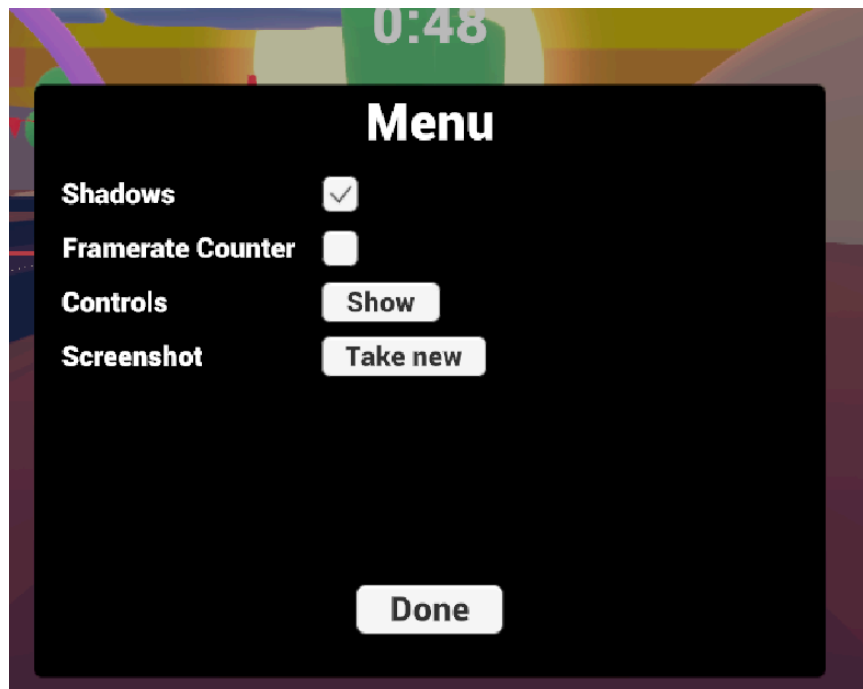 0:48
Menu
Shadows
Framerate Counter
Controls Show
Screenshot Take new
Done